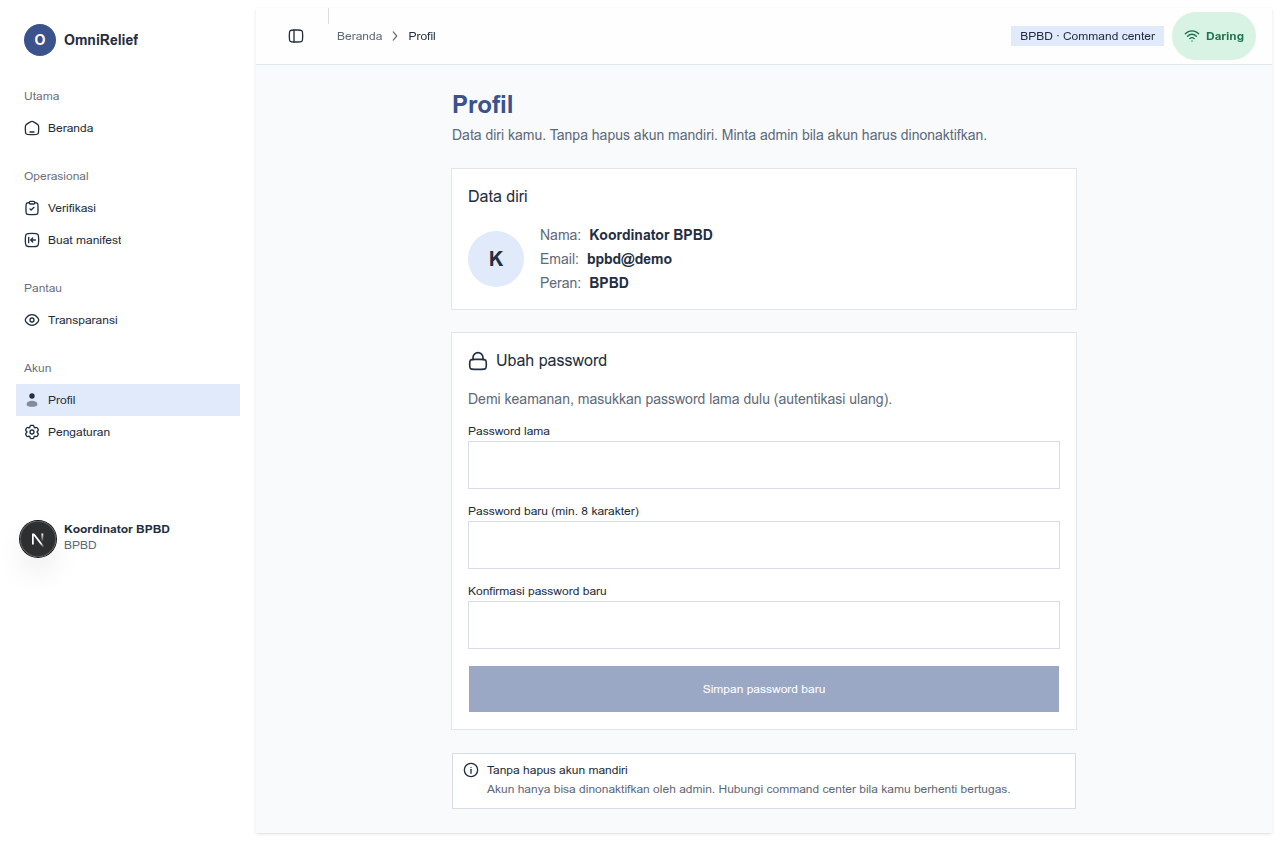 O OmniRelief
Utama
Beranda
Operasional
Verifikasi
Buat manifest
Pantau
Transparansi
Akun
Profil
Pengaturan
N Koordinator BPBD
BPBD
Beranda > Profil
BPBD · Command center
Daring
Profil
Data diri kamu. Tanpa hapus akun mandiri. Minta admin bila akun harus dinonaktifkan.
Data diri
K
Nama: Koordinator BPBD
Email: bpbd@demo
Peran: BPBD
Ubah password
Demi keamanan, masukkan password lama dulu (autentikasi ulang).
Password lama
Password baru (min. 8 karakter)
Konfirmasi password baru
Simpan password baru
Tanpa hapus akun mandiri
Akun hanya bisa dinonaktifkan oleh admin. Hubungi command center bila kamu berhenti bertugas.